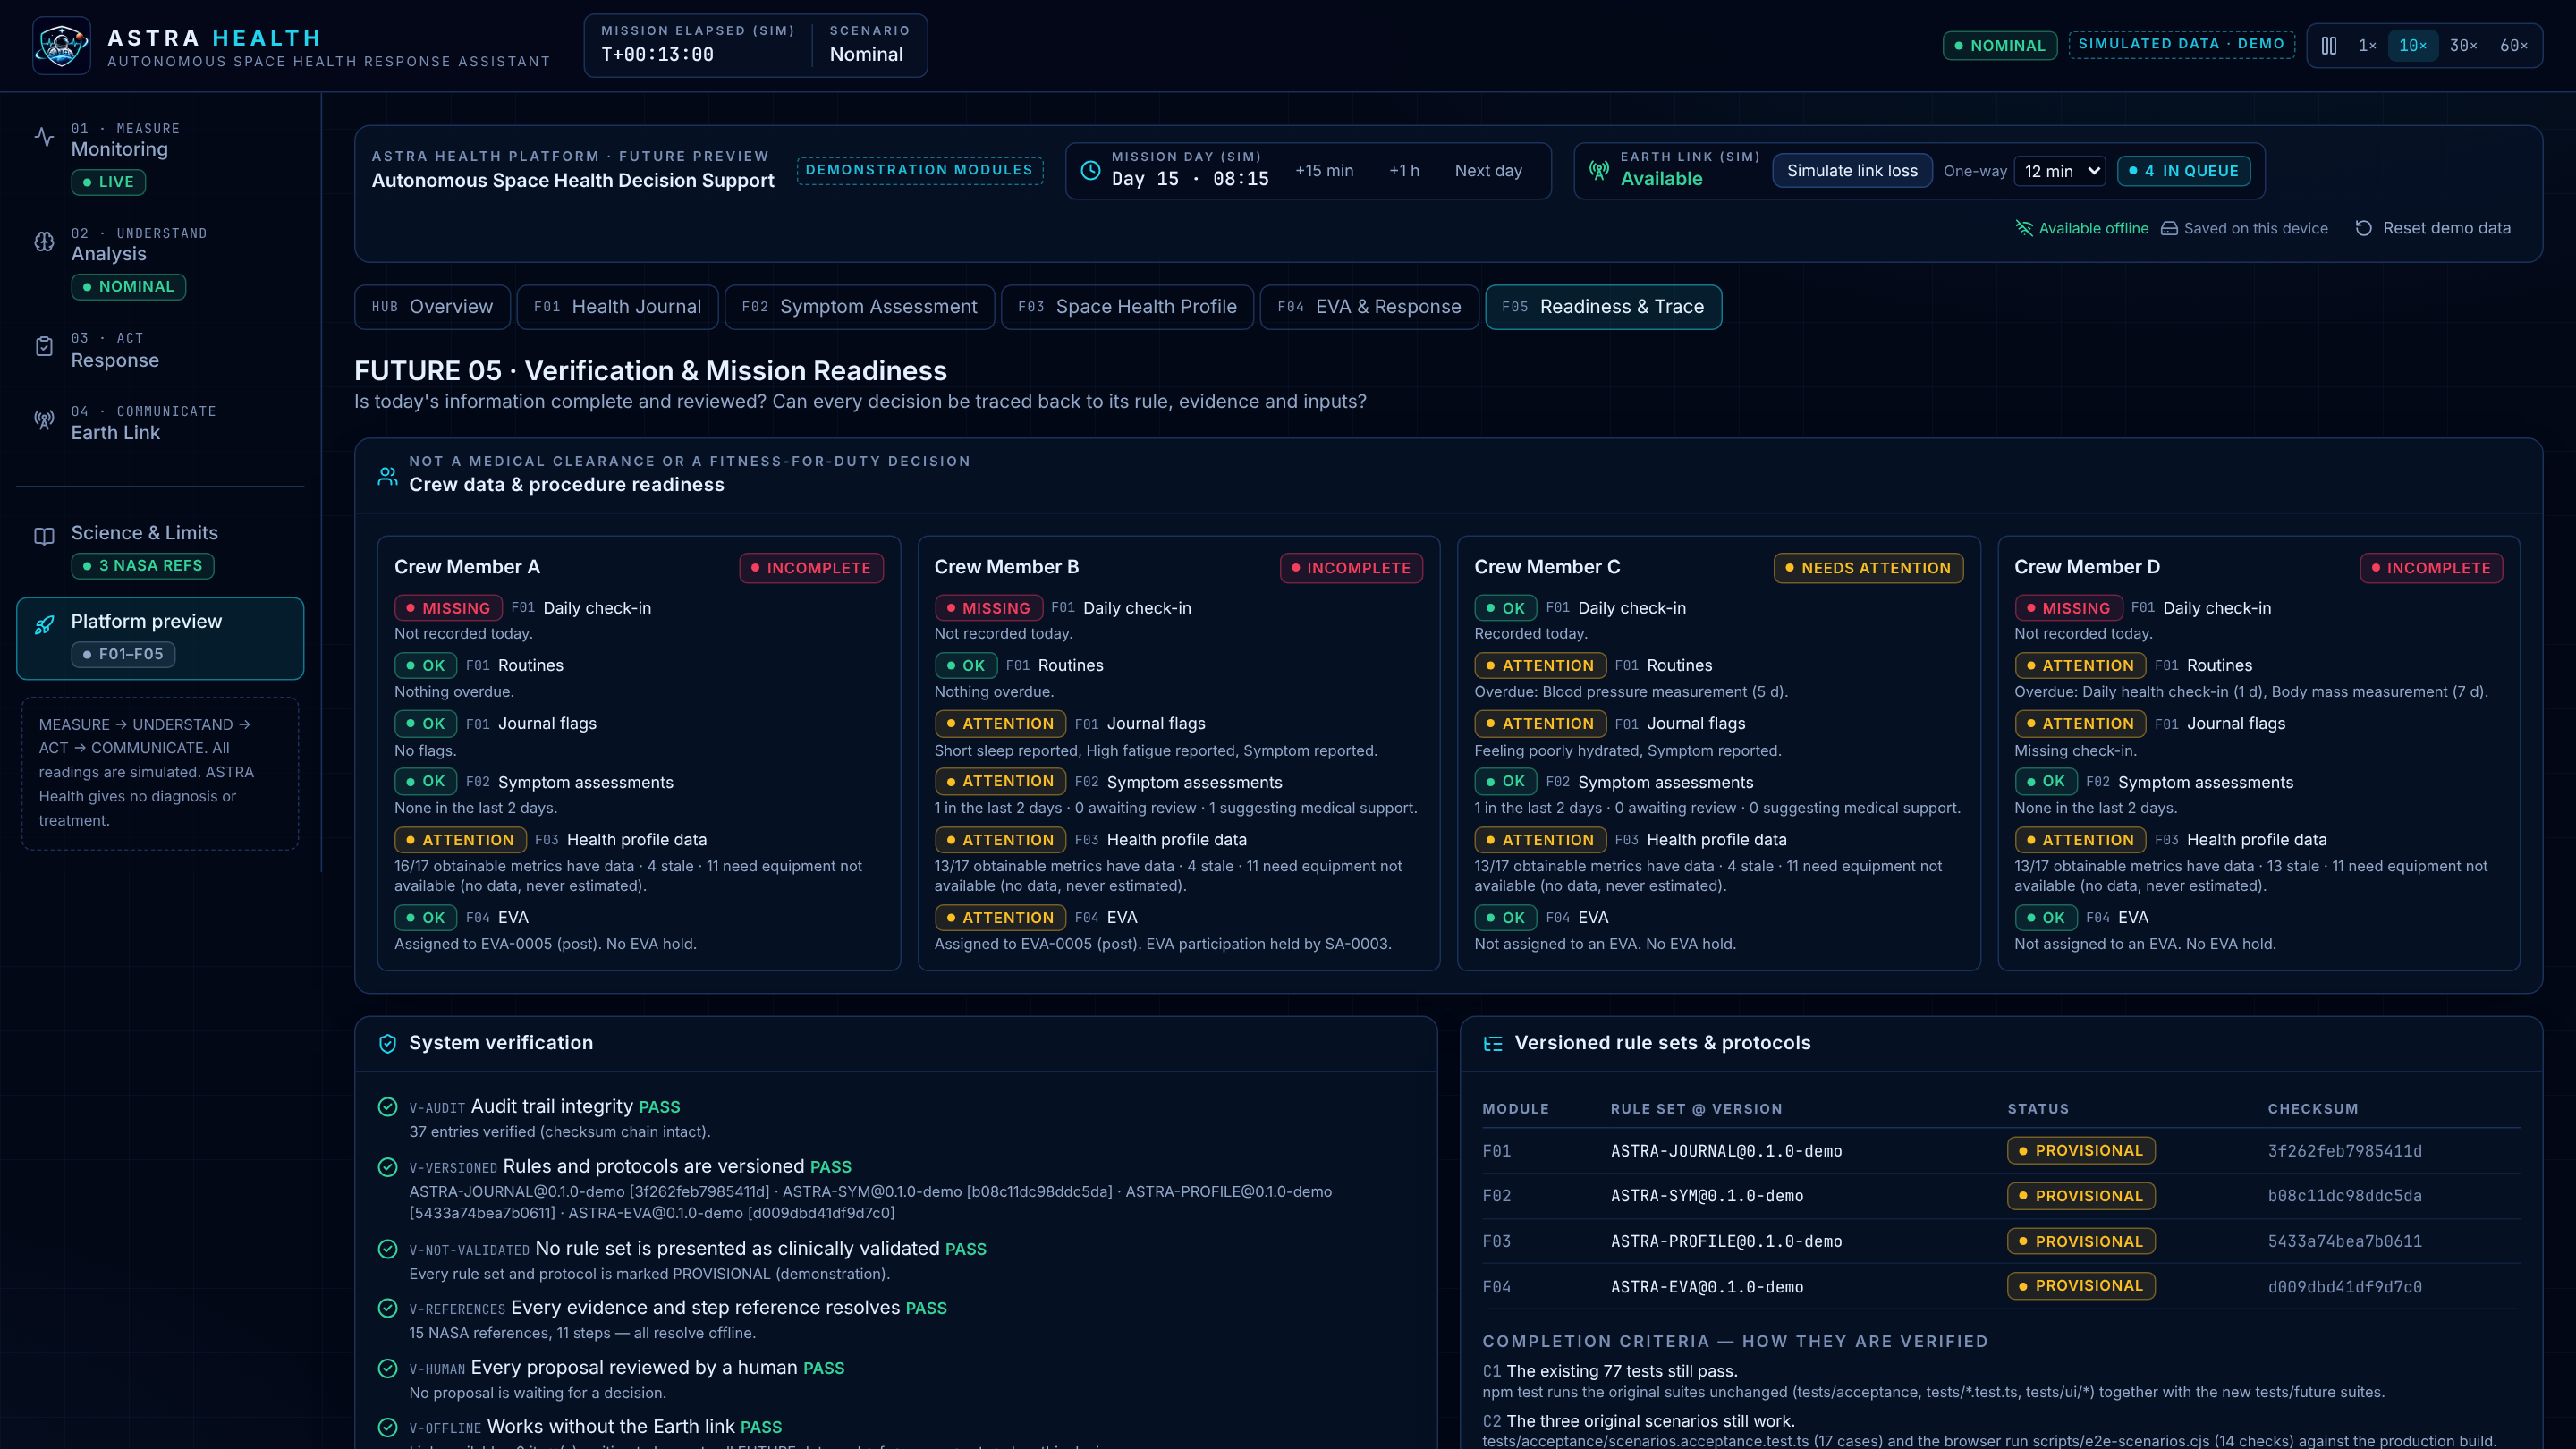 ASTRA HEALTH
AUTONOMOUS SPACE HEALTH RESPONSE ASSISTANT
MISSION ELAPSED (SIM)
T+00:13:00
SCENARIO
Nominal
NOMINAL
SIMULATED DATA · DEMO
1×
10×
30×
60×
01 · MEASURE
Monitoring
LIVE
02 · UNDERSTAND
Analysis
NOMINAL
03 · ACT
Response
04 · COMMUNICATE
Earth Link
Science & Limits
3 NASA REFS
Platform preview
F01–F05
MEASURE → UNDERSTAND →
ACT → COMMUNICATE. All
readings are simulated. ASTRA
Health gives no diagnosis or
treatment.
ASTRA HEALTH PLATFORM · FUTURE PREVIEW
Autonomous Space Health Decision Support
DEMONSTRATION MODULES
MISSION DAY (SIM)
Day 15 · 08:15
+15 min
+1 h
Next day
EARTH LINK (SIM)
Available
Simulate link loss
One-way
12 min
4 IN QUEUE
Available offline
Saved on this device
Reset demo data
HUB Overview
F01 Health Journal
F02 Symptom Assessment
F03 Space Health Profile
F04 EVA & Response
F05 Readiness & Trace
FUTURE 05 · Verification & Mission Readiness
Is today's information complete and reviewed? Can every decision be traced back to its rule, evidence and inputs?
NOT A MEDICAL CLEARANCE OR A FITNESS-FOR-DUTY DECISION
Crew data & procedure readiness
Crew Member A
INCOMPLETE
MISSING F01 Daily check-in
Not recorded today.
OK F01 Routines
Nothing overdue.
OK F01 Journal flags
No flags.
OK F02 Symptom assessments
None in the last 2 days.
ATTENTION F03 Health profile data
16/17 obtainable metrics have data · 4 stale · 11 need equipment not
available (no data, never estimated).
OK F04 EVA
Assigned to EVA-0005 (post). No EVA hold.
Crew Member B
INCOMPLETE
MISSING F01 Daily check-in
Not recorded today.
OK F01 Routines
Nothing overdue.
ATTENTION F01 Journal flags
Short sleep reported, High fatigue reported, Symptom reported.
ATTENTION F02 Symptom assessments
1 in the last 2 days · 0 awaiting review · 1 suggesting medical support.
ATTENTION F03 Health profile data
13/17 obtainable metrics have data · 4 stale · 11 need equipment not
available (no data, never estimated).
ATTENTION F04 EVA
Assigned to EVA-0005 (post). EVA participation held by SA-0003.
Crew Member C
NEEDS ATTENTION
OK F01 Daily check-in
Recorded today.
ATTENTION F01 Routines
Overdue: Blood pressure measurement (5 d).
ATTENTION F01 Journal flags
Feeling poorly hydrated, Symptom reported.
OK F02 Symptom assessments
1 in the last 2 days · 0 awaiting review · 0 suggesting medical support.
ATTENTION F03 Health profile data
13/17 obtainable metrics have data · 4 stale · 11 need equipment not
available (no data, never estimated).
OK F04 EVA
Not assigned to an EVA. No EVA hold.
Crew Member D
INCOMPLETE
MISSING F01 Daily check-in
Not recorded today.
ATTENTION F01 Routines
Overdue: Daily health check-in (1 d), Body mass measurement (7 d).
ATTENTION F01 Journal flags
Missing check-in.
OK F02 Symptom assessments
None in the last 2 days.
ATTENTION F03 Health profile data
13/17 obtainable metrics have data · 13 stale · 11 need equipment not
available (no data, never estimated).
OK F04 EVA
Not assigned to an EVA. No EVA hold.
System verification
V-AUDIT Audit trail integrity PASS
37 entries verified (checksum chain intact).
V-VERSIONED Rules and protocols are versioned PASS
ASTRA-JOURNAL@0.1.0-demo [3f262feb7985411d] · ASTRA-SYM@0.1.0-demo [b08c11dc98ddc5da] · ASTRA-PROFILE@0.1.0-demo
[5433a74bea7b0611] · ASTRA-EVA@0.1.0-demo [d009dbd41df9d7c0]
V-NOT-VALIDATED No rule set is presented as clinically validated PASS
Every rule set and protocol is marked PROVISIONAL (demonstration).
V-REFERENCES Every evidence and step reference resolves PASS
15 NASA references, 11 steps — all resolve offline.
V-HUMAN Every proposal reviewed by a human PASS
No proposal is waiting for a decision.
V-OFFLINE Works without the Earth link PASS
Versioned rule sets & protocols
MODULE RULE SET @ VERSION STATUS CHECKSUM
F01 ASTRA-JOURNAL@0.1.0-demo PROVISIONAL 3f262feb7985411d
F02 ASTRA-SYM@0.1.0-demo PROVISIONAL b08c11dc98ddc5da
F03 ASTRA-PROFILE@0.1.0-demo PROVISIONAL 5433a74bea7b0611
F04 ASTRA-EVA@0.1.0-demo PROVISIONAL d009dbd41df9d7c0
COMPLETION CRITERIA — HOW THEY ARE VERIFIED
C1 The existing 77 tests still pass.
npm test runs the original suites unchanged (tests/acceptance, tests/*.test.ts, tests/ui/*) together with the new tests/future suites.
C2 The three original scenarios still work.
tests/acceptance/scenarios.acceptance.test.ts (17 cases) and the browser run scripts/e2e-scenarios.cjs (14 checks) against the production build.